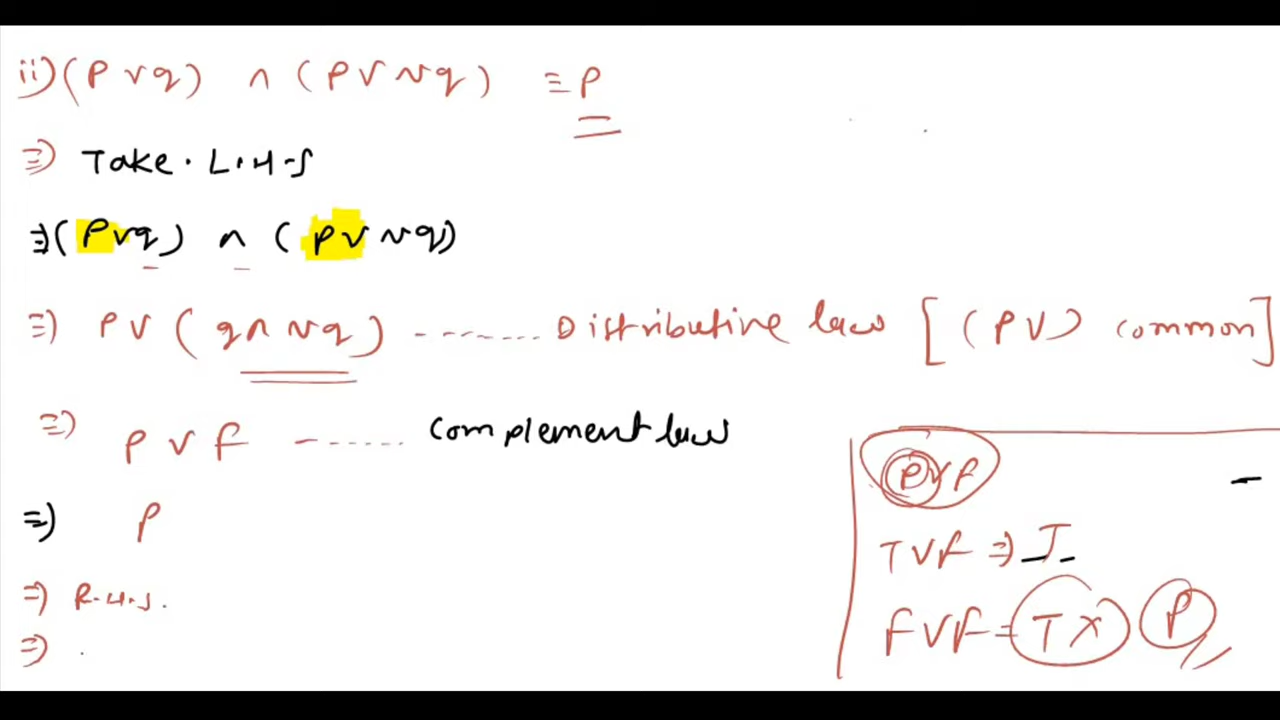 ii) (P ∨ q) ∧ (P ∨ ~q) ≡ P
⇒ Take. L.H.S
⇒ (P ∨ q) ∧ (P ∨ ~q)
⇒ P ∨ (q ∧ ~q) ------- Distributive law [(P ∨) common]
⇒ P ∨ F ------ complement law
⇒ P
⇒ R.H.S.
⇒ .
P ∨ F
T ∨ F ⇒ T
F ∨ F = T X P